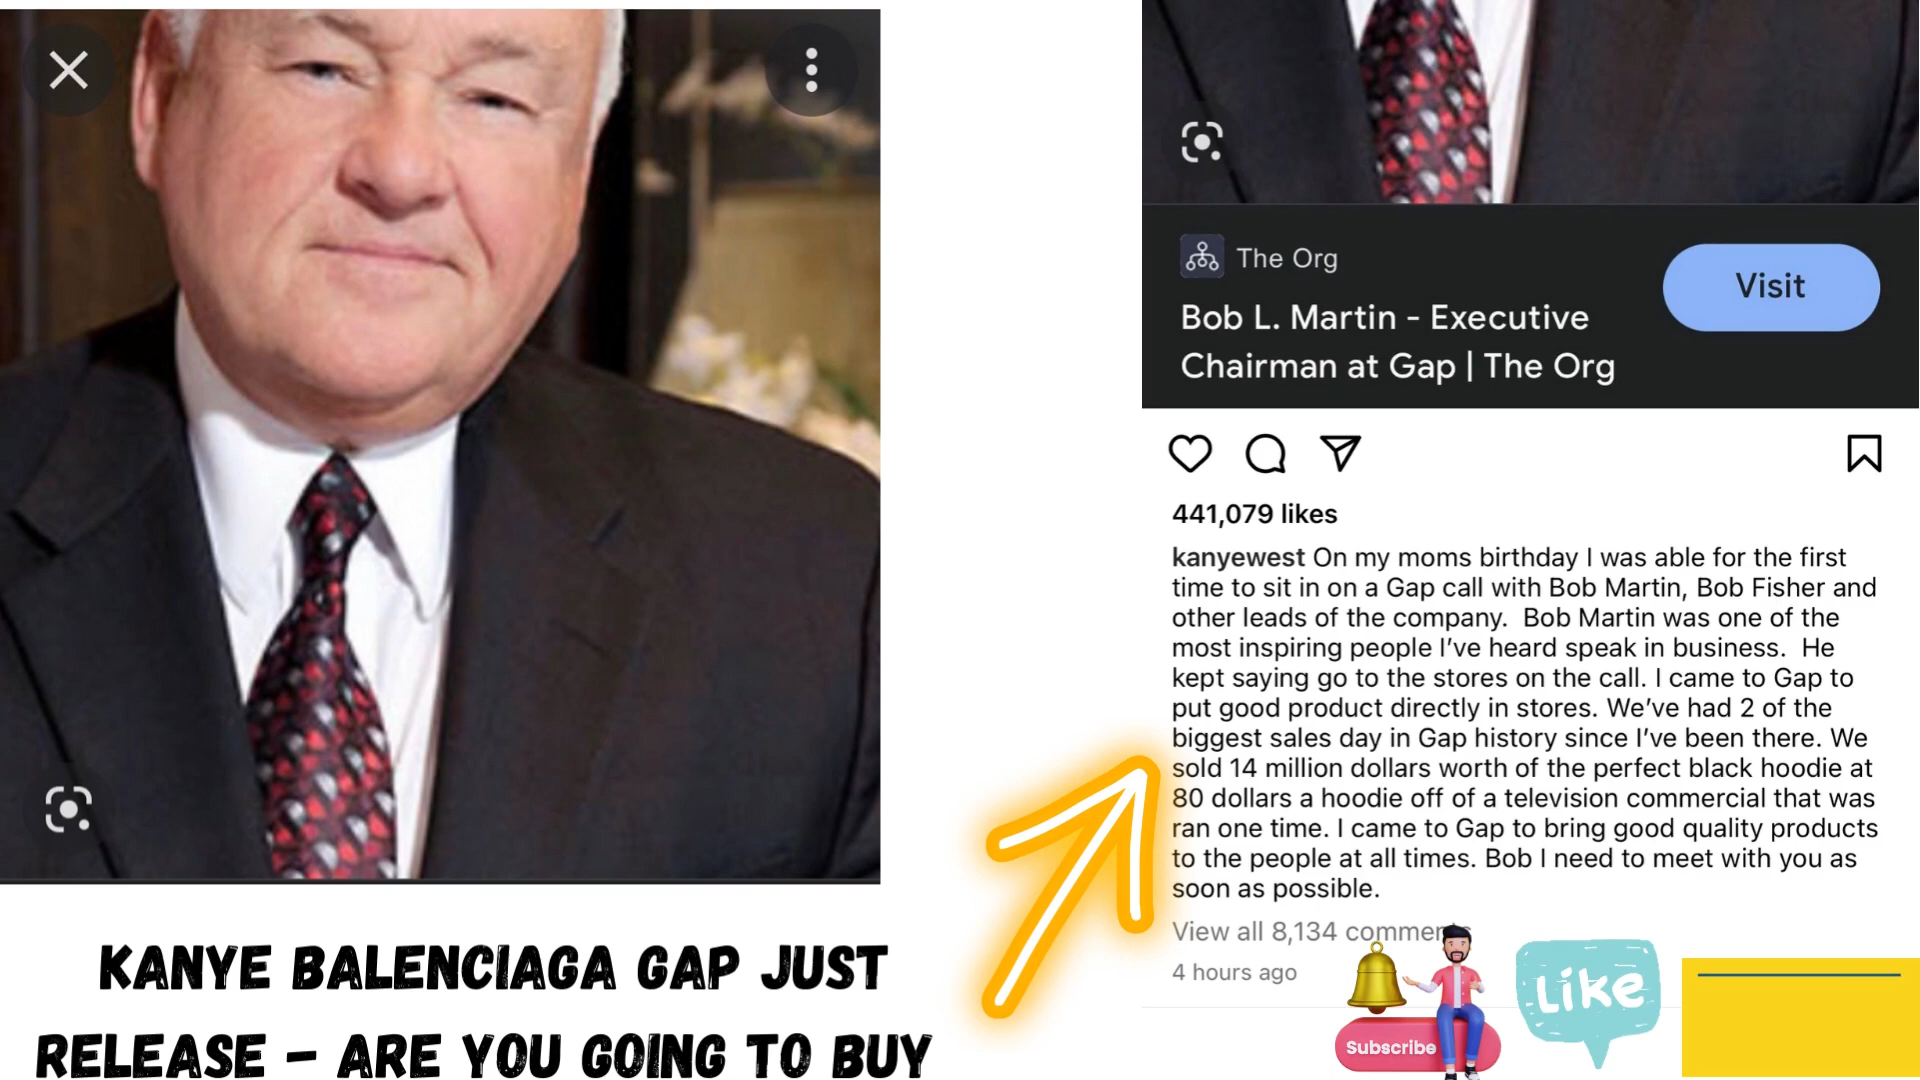 KANYE BALENCIAGA GAP JUST
RELEASE - ARE YOU GOING TO BUY
The Org
Visit
Bob L. Martin - Executive
Chairman at Gap | The Org
441,079 likes
kanyewest On my moms birthday I was able for the first
time to sit in on a Gap call with Bob Martin, Bob Fisher and
other leads of the company.  Bob Martin was one of the
most inspiring people I’ve heard speak in business.  He
kept saying go to the stores on the call. I came to Gap to
put good product directly in stores. We’ve had 2 of the
biggest sales day in Gap history since I’ve been there. We
sold 14 million dollars worth of the perfect black hoodie at
80 dollars a hoodie off of a television commercial that was
ran one time. I came to Gap to bring good quality products
to the people at all times. Bob I need to meet with you as
soon as possible.
View all 8,134 comments
4 hours ago
Subscribe
Like